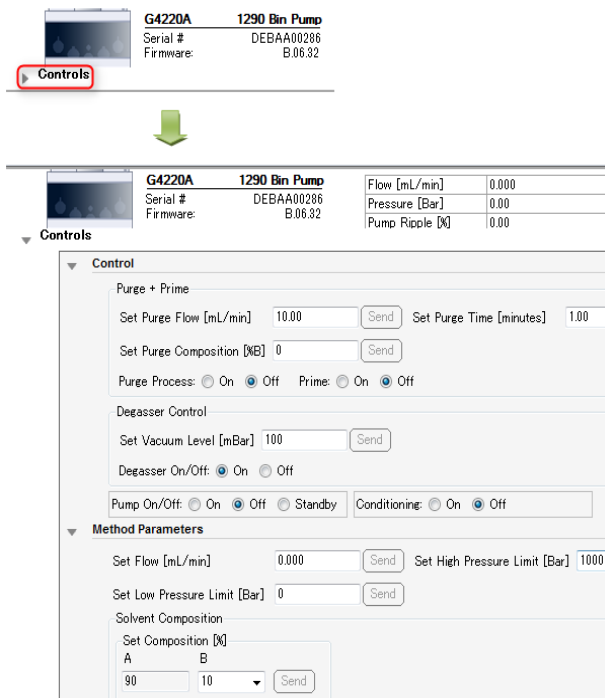 G4220A 1290 Bin Pump
Serial # DEBAA00286
Firmware: B.06.32
Controls
G4220A 1290 Bin Pump Flow [mL/min] 0.000
Serial # DEBAA00286 Pressure [Bar] 0.00
Firmware: B.06.32 Pump Ripple [%] 0.00
Controls
Control
Purge + Prime
Set Purge Flow [mL/min] 10.00 Send Set Purge Time [minutes] 1.00
Set Purge Composition [%B] 0 Send
Purge Process: On Off Prime: On Off
Degasser Control
Set Vacuum Level [mBar] 100 Send
Degasser On/Off: On Off
Pump On/Off: On Off Standby Conditioning: On Off
Method Parameters
Set Flow [mL/min] 0.000 Send Set High Pressure Limit [Bar] 1000
Set Low Pressure Limit [Bar] 0 Send
Solvent Composition
Set Composition [%]
A B
90 10 Send